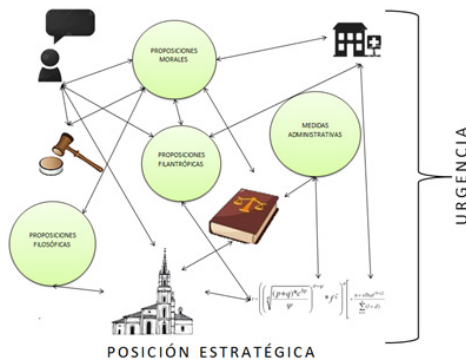 PROPOSICIONES
MORALES
MEDIDAS
ADMINISTRATIVAS
PROPOSICIONES
FILANTRÓPICAS
PROPOSICIONES
FILOSÓFICAS
URGENCIA
POSICIÓN ESTRATÉGICA